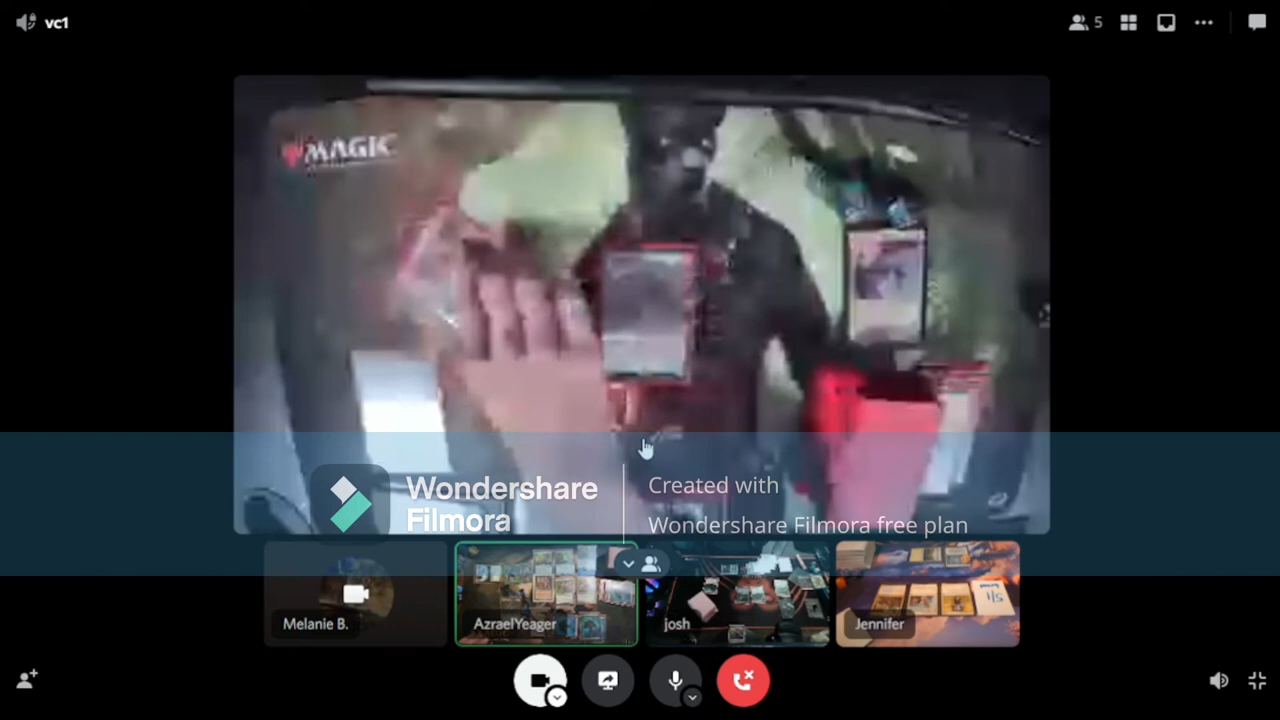 vc1
5
MAGIC
Wondershare
Filmora
Created with
Wondershare Filmora free plan
Melanie B.
AzraelYeager
josh
Jennifer